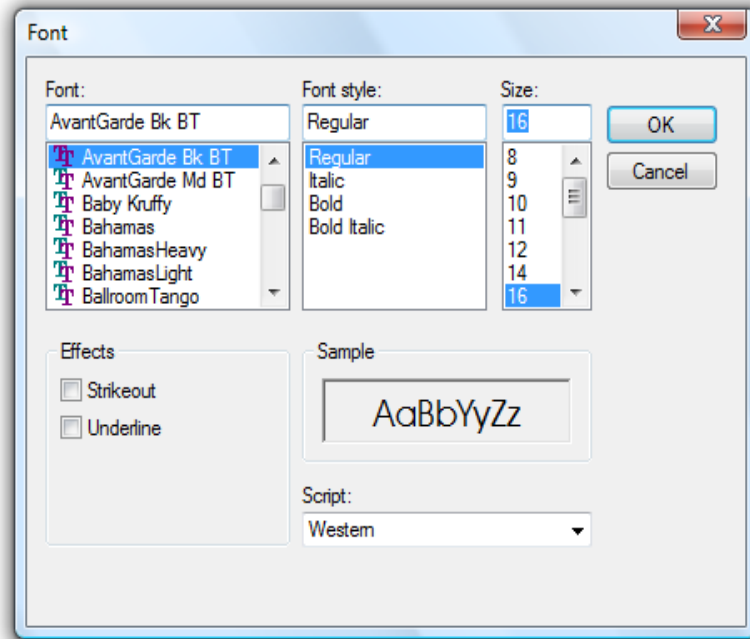 Font
Font:
AvantGarde Bk BT
AvantGarde Bk BT
AvantGarde Md BT
Baby Kruffy
Bahamas
BahamasHeavy
BahamasLight
BallroomTango
Font style:
Regular
Regular
Italic
Bold
Bold Italic
Size:
16
8
9
10
11
12
14
16
OK
Cancel
Effects
Strikeout
Underline
Sample
AaBbYyZz
Script:
Western